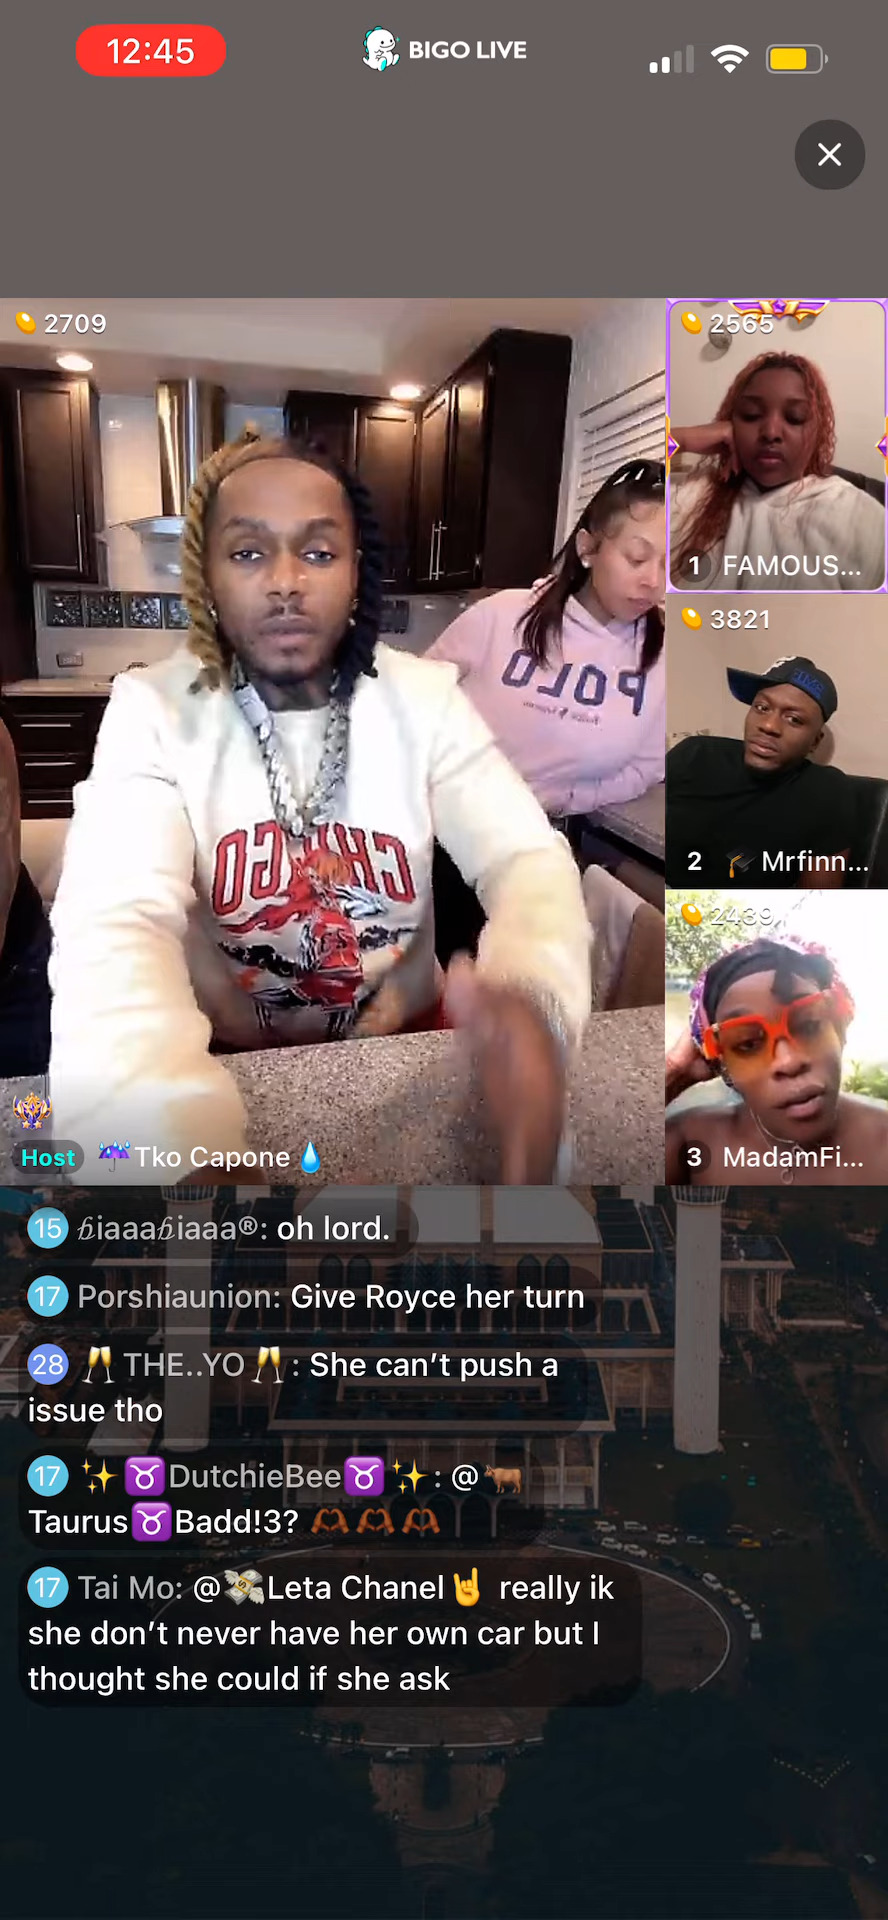 12:45
BIGO LIVE
2709
2565
POLO
CHICAGO
1 FAMOUS...
3821
2 🎓 Mrfinn...
2439
Host ☔Tko Capone💧
3 MadamFi...
15 ꞗiaaaꞗiaaa®: oh lord.
17 Porshiaunion: Give Royce her turn
28 🥂 THE..YO 🥂: She can’t push a
issue tho
17 ✨♉DutchieBee♉✨: @🐂
Taurus♉Badd!3? 🫶🏾🫶🏾🫶🏾
17 Tai Mo: @💸Leta Chanel🤘 really ik
she don’t never have her own car but I
thought she could if she ask